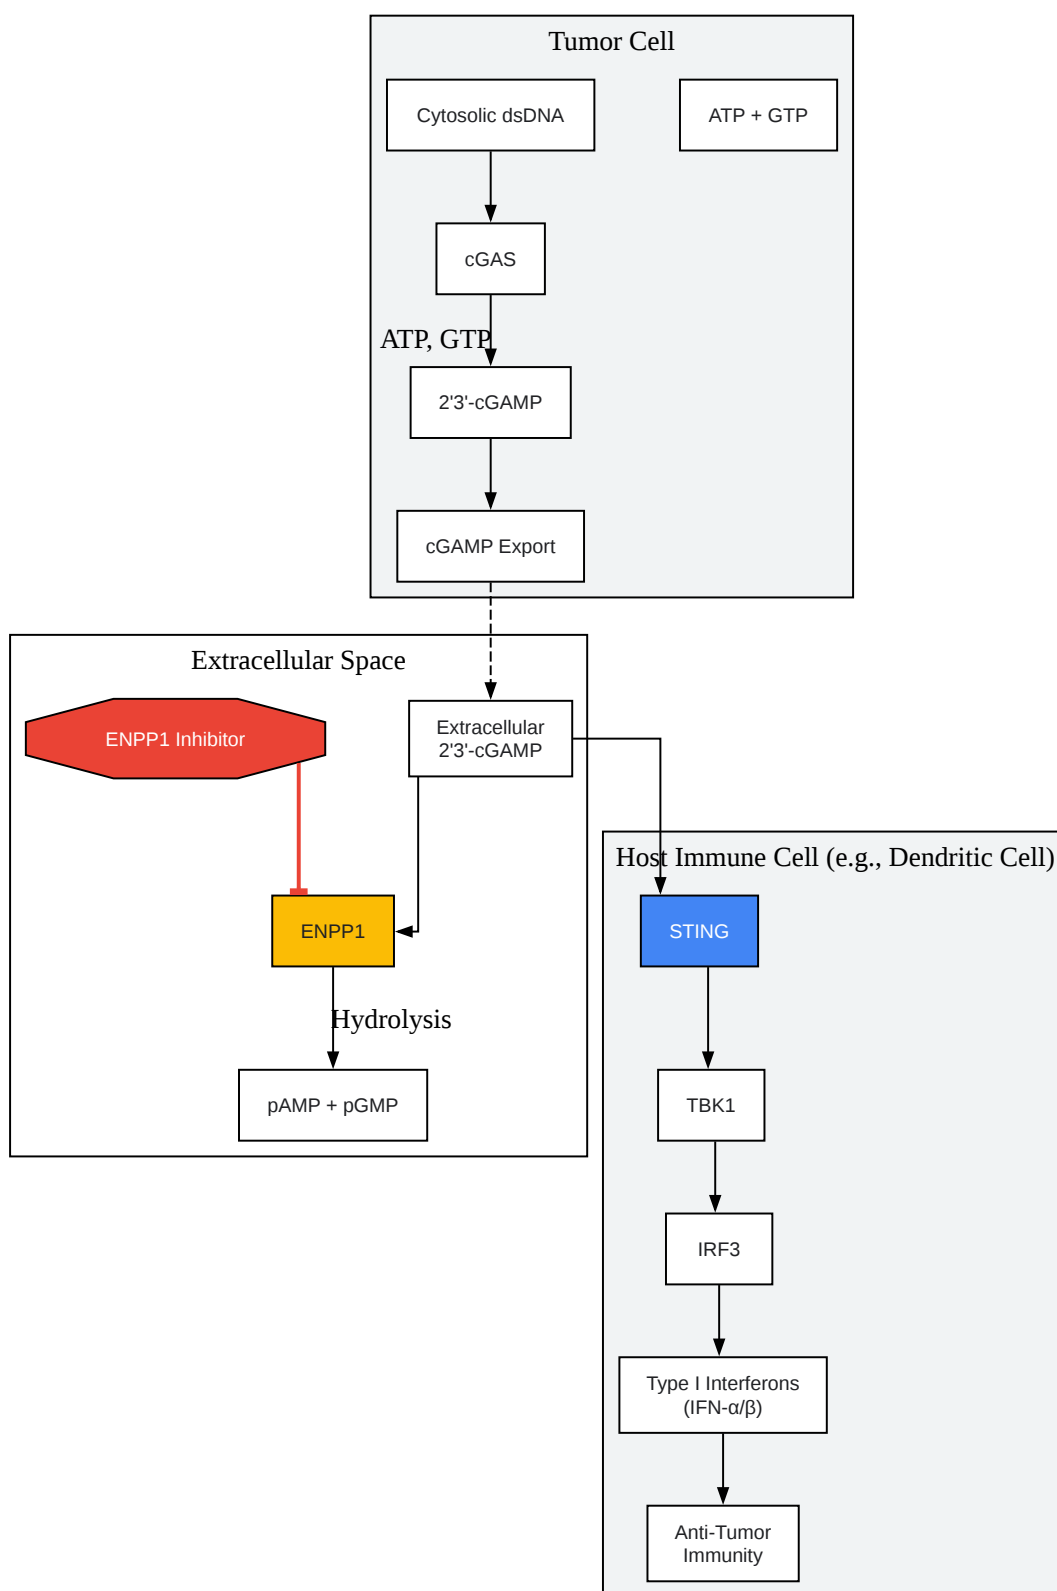 Tumor Cell
Cytosolic dsDNA
ATP + GTP
cGAS
ATP, GTP
2'3'-cGAMP
cGAMP Export
Extracellular Space
ENPP1 Inhibitor
Extracellular
2'3'-cGAMP
Host Immune Cell (e.g., Dendritic Cell)
ENPP1
STING
Hydrolysis
pAMP + pGMP
TBK1
IRF3
Type I Interferons
(IFN-α/β)
Anti-Tumor
Immunity